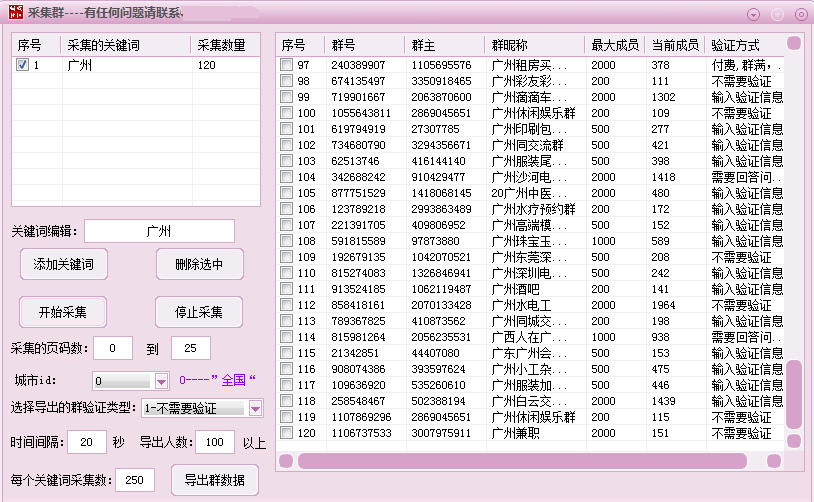 采集群----有任何问题请联系
序号 采集的关键词 采集数量
1 广州 120
关键词编辑: 广州
添加关键词 删除选中
开始采集 停止采集
采集的页码数: 0 到 25
城市id: 0 0----”全国“
选择导出的群验证类型: 1-不需要验证
时间间隔: 20 秒 导出人数: 100 以上
每个关键词采集数: 250 导出群数据
序号 群号 群主 群昵称 最大成员 当前成员 验证方式
97 240389907 1105695576 广州租房买... 2000 378 付费,群满，.
98 674135497 3350918465 广州彩友彩... 200 111 不需要验证
99 719901667 2063870600 广州滴滴车... 2000 1302 输入验证信息
100 1055643811 2869045651 广州休闲娱乐群 200 109 不需要验证
101 619794919 27307785 广州印刷包... 500 277 输入验证信息
102 734680790 3294356671 广州同交流群 500 421 输入验证信息
103 62513746 416144140 广州服装尾... 500 398 输入验证信息
104 342688242 910429477 广州沙河电... 2000 1418 需要回答问..
105 877751529 1418068145 20广州中医... 2000 480 输入验证信息
106 123789218 2993863489 广州水疗预约群 200 172 输入验证信息
107 221391705 409806952 广州高端模... 500 152 输入验证信息
108 591815589 97873880 广州珠宝玉... 1000 589 输入验证信息
109 192679135 1042070521 广州东莞深... 500 208 不需要验证
110 815274083 1326846941 广州深圳电... 500 242 输入验证信息
111 913524185 1062119487 广州酒吧 200 141 输入验证信息
112 858418161 2070133428 广州水电工 2000 1964 不需要验证
113 789367825 410873562 广州同城交... 200 198 输入验证信息
114 815981264 2056235531 广西人在广... 1000 938 需要回答问..
115 21342851 44407080 广东广州会... 500 153 输入验证信息
116 908074386 393597624 广州小工杂... 500 475 输入验证信息
117 109636920 535260610 广州服装加... 500 446 输入验证信息
118 258548467 502388194 广州白云交... 2000 1439 输入验证信息
119 1107869296 2869045651 广州休闲娱乐群 200 115 不需要验证
120 1106737533 3007975911 广州兼职 2000 151 不需要验证